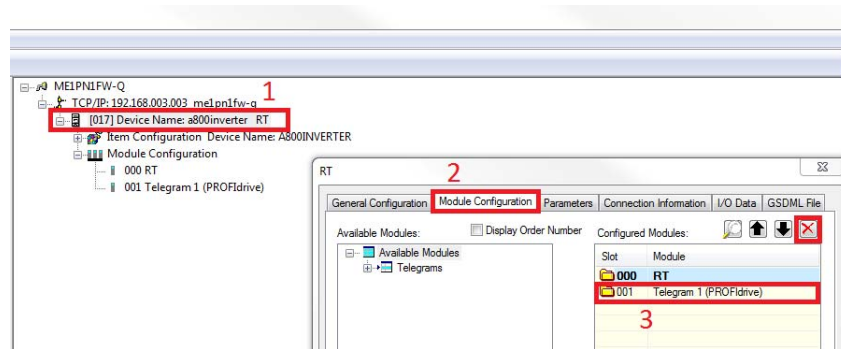 ME1PN1FW-Q
1
TCP/IP: 192.168.003.003 me1pn1fw-q
[017] Device Name: a800inverter RT
Item Configuration Device Name: A800INVERTER
Module Configuration
000 RT
001 Telegram 1 (PROFIdrive)
2
RT
General Configuration Module Configuration Parameters Connection Information I/O Data GSDML File
Available Modules: Display Order Number Configured Modules:
Available Modules
Telegrams
Slot Module
000 RT
001 Telegram 1 (PROFIdrive)
3